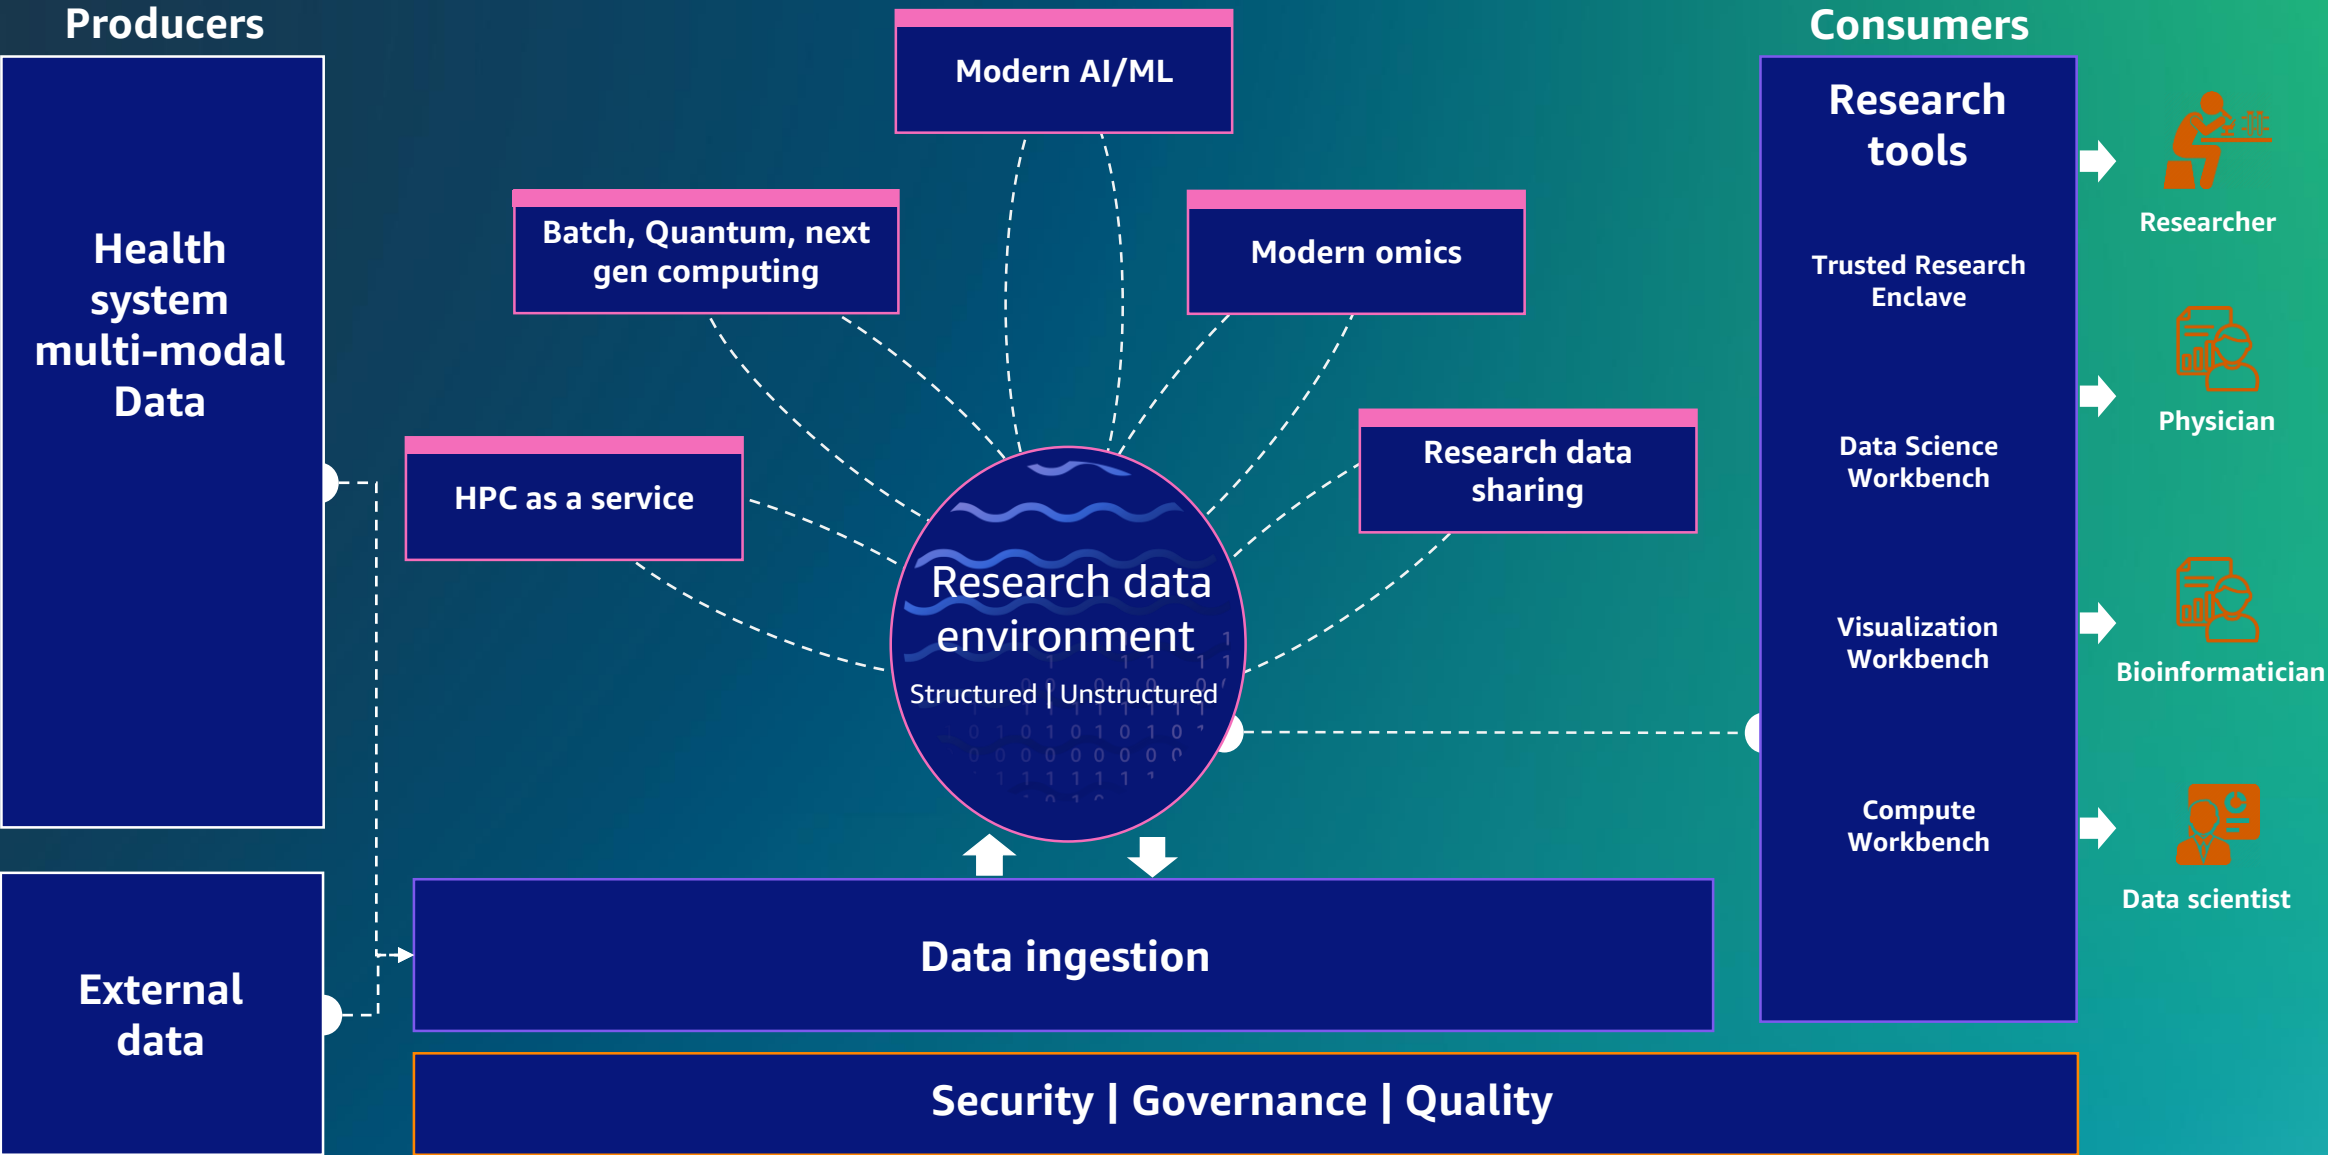 Producers
Health
system
multi-modal
Data
External
data
Modern AI/ML
Batch, Quantum, next
gen computing
Modern omics
HPC as a service
Research data
sharing
Research data
environment
Structured | Unstructured
Data ingestion
Security | Governance | Quality
Consumers
Research
tools
Trusted Research
Enclave
Data Science
Workbench
Visualization
Workbench
Compute
Workbench
Researcher
Physician
Bioinformatician
Data scientist